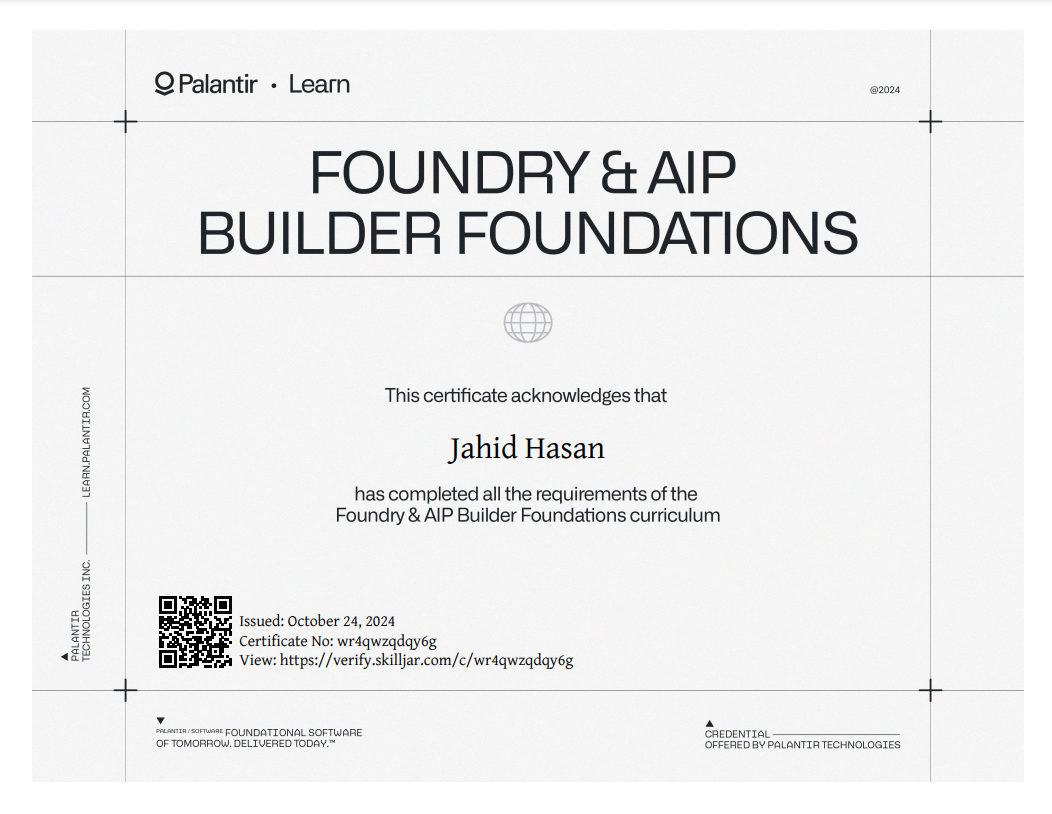 Palantir • Learn
@2024
FOUNDRY & AIP
BUILDER FOUNDATIONS
This certificate acknowledges that
Jahid Hasan
has completed all the requirements of the
Foundry & AIP Builder Foundations curriculum
PALANTIR
TECHNOLOGIES INC. LEARN.PALANTIR.COM
Issued: October 24, 2024
Certificate No: wr4qwzqdqy6g
View: https://verify.skilljar.com/c/wr4qwzqdqy6g
PALANTIR / SOFTWARE FOUNDATIONAL SOFTWARE
OF TOMORROW. DELIVERED TODAY.™
CREDENTIAL
OFFERED BY PALANTIR TECHNOLOGIES